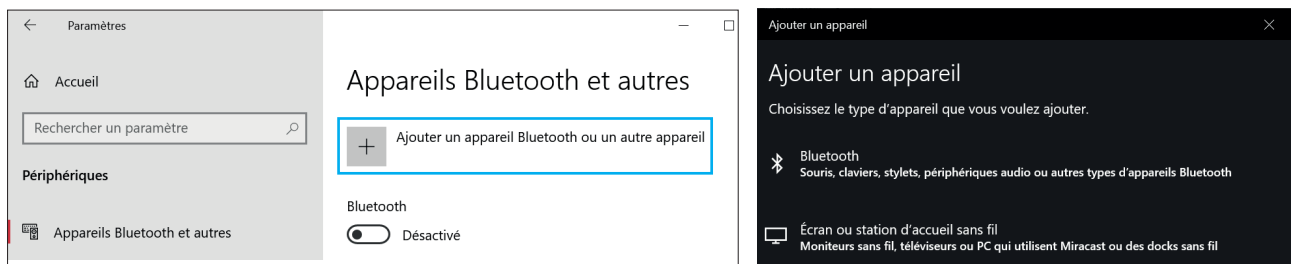 Paramètres
Accueil
Rechercher un paramètre
Périphériques
Appareils Bluetooth et autres
Appareils Bluetooth et autres
Ajouter un appareil Bluetooth ou un autre appareil
Bluetooth
Désactivé
Ajouter un appareil
Ajouter un appareil
Choisissez le type d'appareil que vous voulez ajouter.
Bluetooth
Souris, claviers, stylets, périphériques audio ou autres types d'appareils Bluetooth
Écran ou station d'accueil sans fil
Moniteurs sans fil, téléviseurs ou PC qui utilisent Miracast ou des docks sans fil